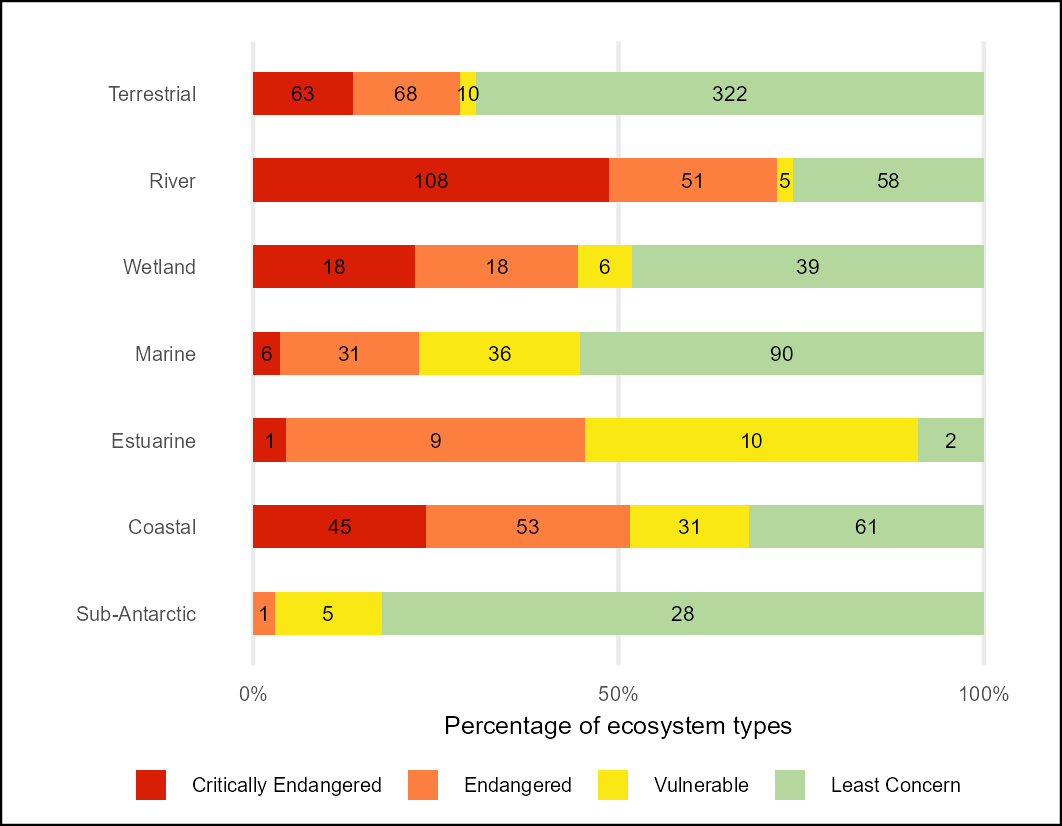 Terrestrial 63 68 10 322
River 108 51 5 58
Wetland 18 18 6 39
Marine 6 31 36 90
Estuarine 1 9 10 2
Coastal 45 53 31 61
Sub-Antarctic 1 5 28
0% 50% 100%
Percentage of ecosystem types
Critically Endangered Endangered Vulnerable Least Concern